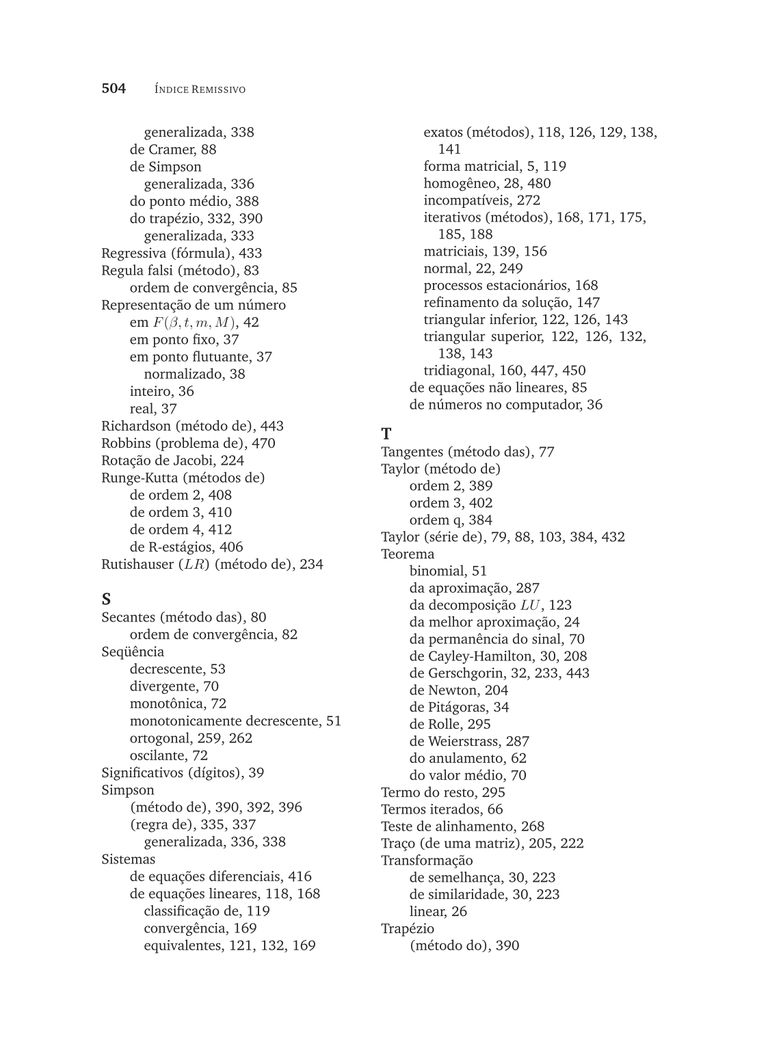 504 ÍNDICE REMISSIVO
generalizada, 338
de Cramer, 88
de Simpson
generalizada, 336
do ponto médio, 388
do trapézio, 332, 390
generalizada, 333
Regressiva (fórmula), 433
Regula falsi (método), 83
ordem de convergência, 85
Representação de um número
em F(β, t, m, M), 42
em ponto fixo, 37
em ponto flutuante, 37
normalizado, 38
inteiro, 36
real, 37
Richardson (método de), 443
Robbins (problema de), 470
Rotação de Jacobi, 224
Runge-Kutta (métodos de)
de ordem 2, 408
de ordem 3, 410
de ordem 4, 412
de R-estágios, 406
Rutishauser (LR) (método de), 234
S
Secantes (método das), 80
ordem de convergência, 82
Seqüência
decrescente, 53
divergente, 70
monotônica, 72
monotonicamente decrescente, 51
ortogonal, 259, 262
oscilante, 72
Significativos (dígitos), 39
Simpson
(método de), 390, 392, 396
(regra de), 335, 337
generalizada, 336, 338
Sistemas
de equações diferenciais, 416
de equações lineares, 118, 168
classificação de, 119
convergência, 169
equivalentes, 121, 132, 169
exatos (métodos), 118, 126, 129, 138,
141
forma matricial, 5, 119
homogêneo, 28, 480
incompatíveis, 272
iterativos (métodos), 168, 171, 175,
185, 188
matriciais, 139, 156
normal, 22, 249
processos estacionários, 168
refinamento da solução, 147
triangular inferior, 122, 126, 143
triangular superior, 122, 126, 132,
138, 143
tridiagonal, 160, 447, 450
de equações não lineares, 85
de números no computador, 36
T
Tangentes (método das), 77
Taylor (método de)
ordem 2, 389
ordem 3, 402
ordem q, 384
Taylor (série de), 79, 88, 103, 384, 432
Teorema
binomial, 51
da aproximação, 287
da decomposição LU, 123
da melhor aproximação, 24
da permanência do sinal, 70
de Cayley-Hamilton, 30, 208
de Gerschgorin, 32, 233, 443
de Newton, 204
de Pitágoras, 34
de Rolle, 295
de Weierstrass, 287
do anulamento, 62
do valor médio, 70
Termo do resto, 295
Termos iterados, 66
Teste de alinhamento, 268
Traço (de uma matriz), 205, 222
Transformação
de semelhança, 30, 223
de similaridade, 30, 223
linear, 26
Trapézio
(método do), 390